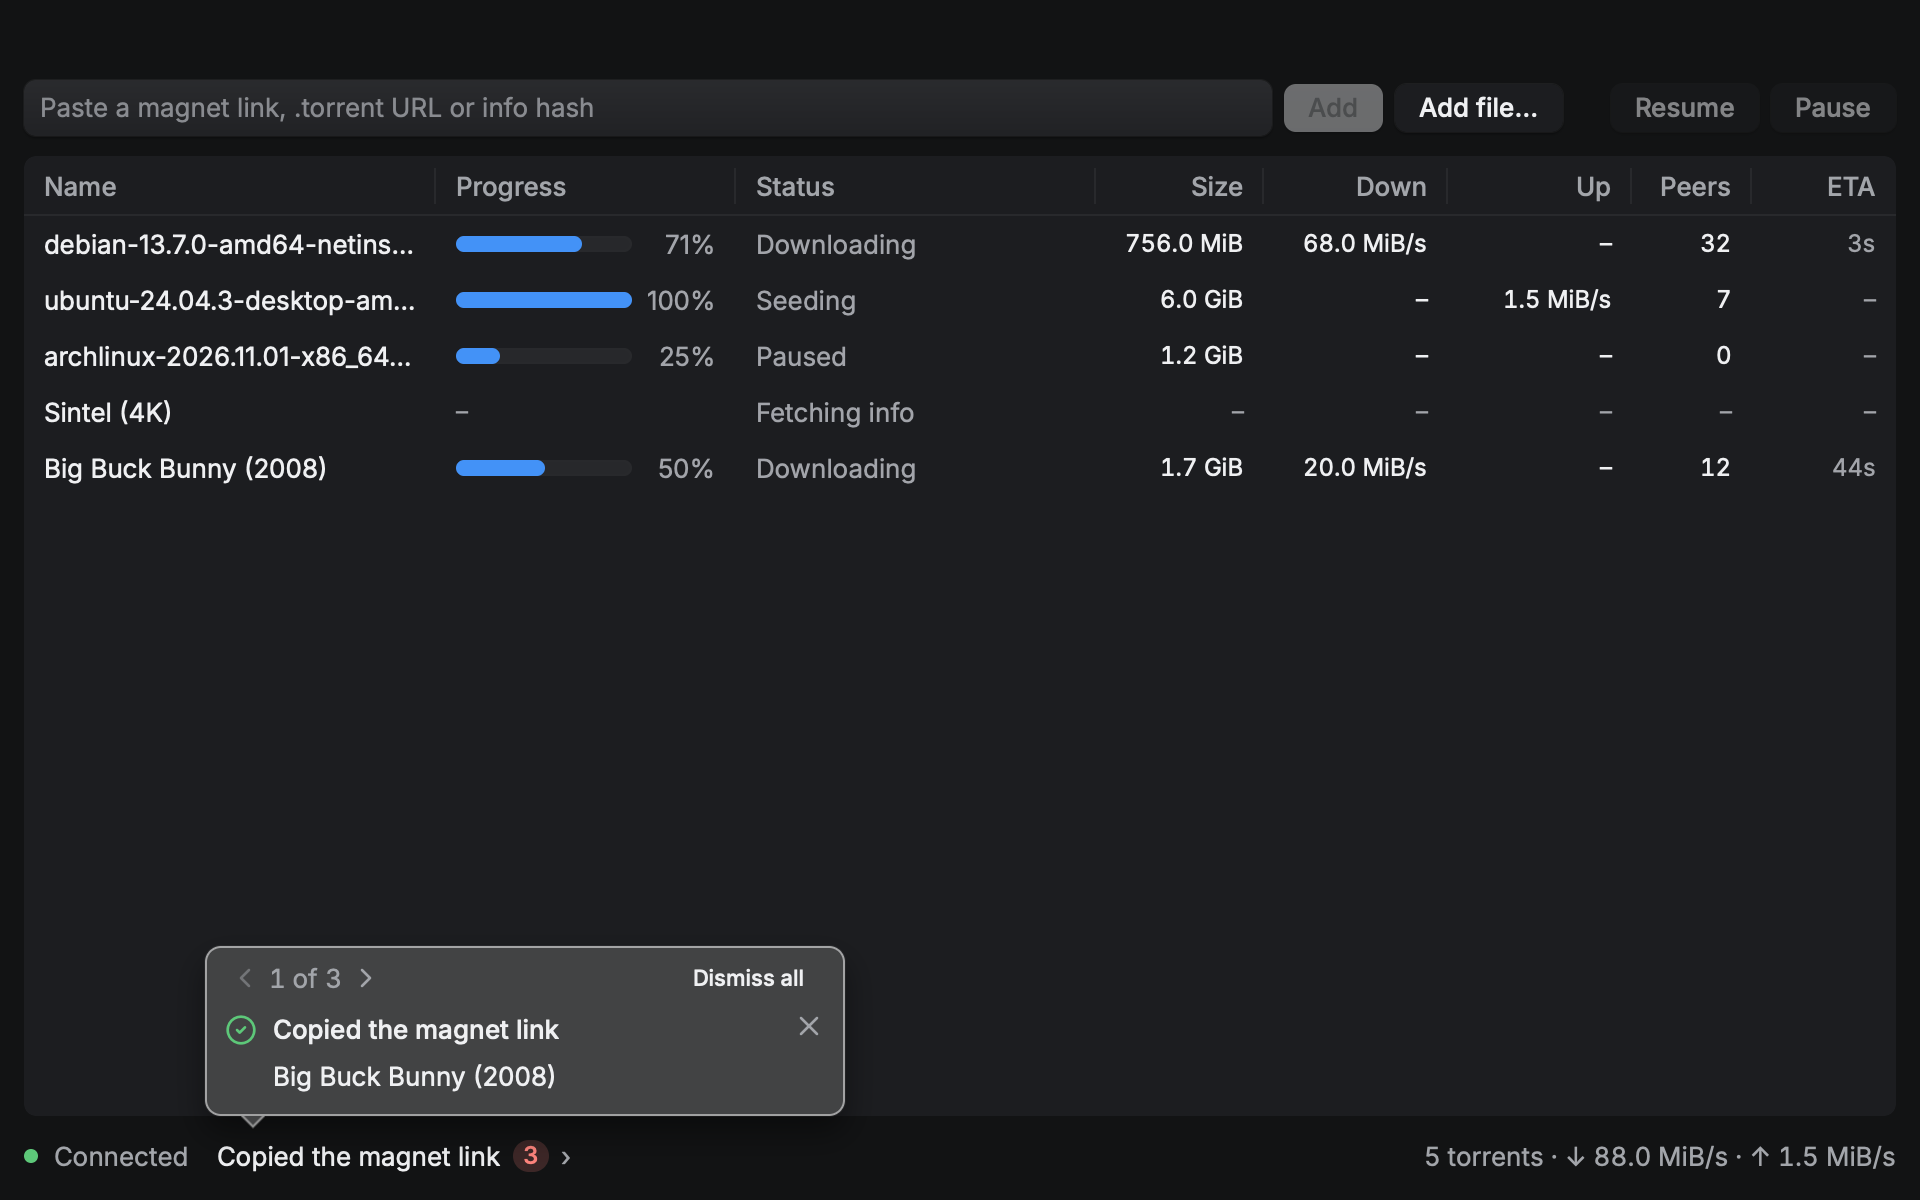 Paste a magnet link, .torrent URL or info hash Add Add file... Resume Pause
Name Progress Status Size Down Up Peers ETA
debian-13.7.0-amd64-netins... 71% Downloading 756.0 MiB 68.0 MiB/s – 32 3s
ubuntu-24.04.3-desktop-am... 100% Seeding 6.0 GiB – 1.5 MiB/s 7 –
archlinux-2026.11.01-x86_64... 25% Paused 1.2 GiB – – 0 –
Sintel (4K) – Fetching info – – – – –
Big Buck Bunny (2008) 50% Downloading 1.7 GiB 20.0 MiB/s – 12 44s
1 of 3 Dismiss all
Copied the magnet link
Big Buck Bunny (2008)
Connected Copied the magnet link 3 › 5 torrents · ↓ 88.0 MiB/s · ↑ 1.5 MiB/s